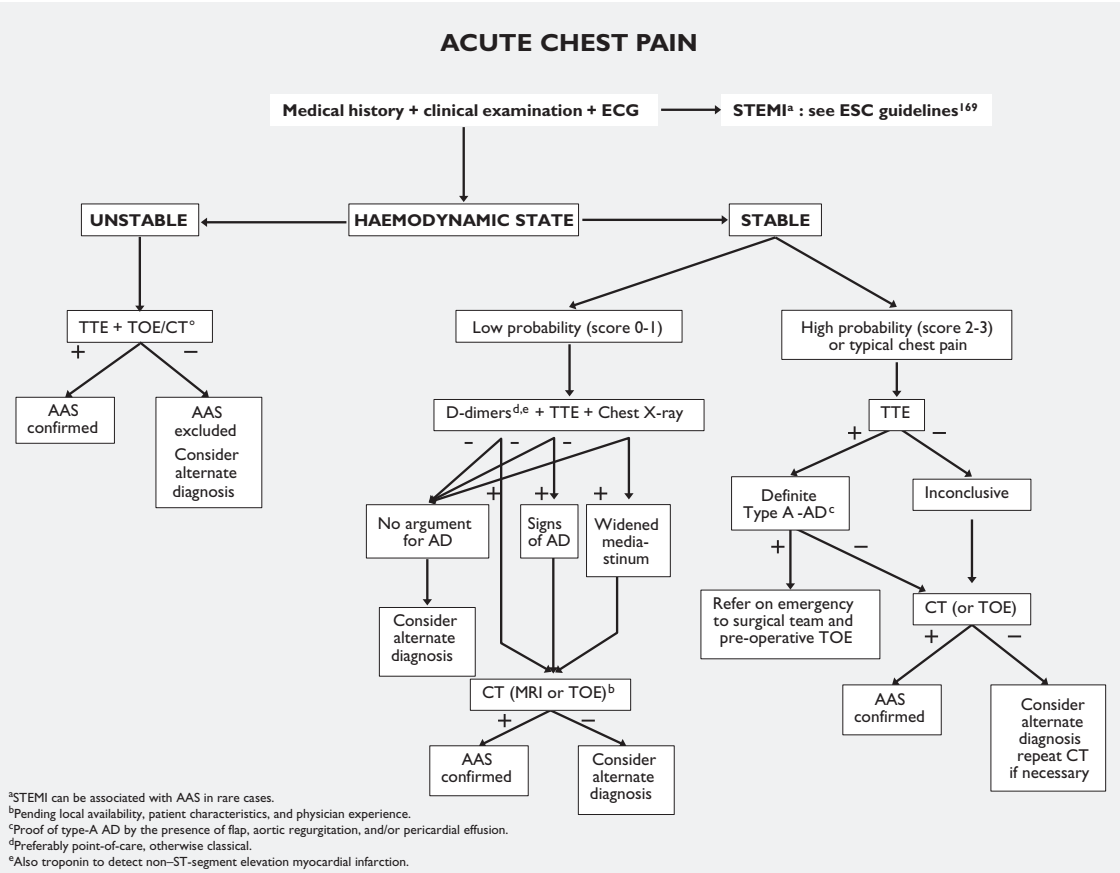 ACUTE CHEST PAIN
Medical history + clinical examination + ECG
STEMIᵃ : see ESC guidelines¹⁶⁹
UNSTABLE
HAEMODYNAMIC STATE
STABLE
TTE + TOE/CT°
Low probability (score 0-1)
High probability (score 2-3)
or typical chest pain
+
–
AAS
confirmed
AAS
excluded
Consider
alternate
diagnosis
D-dimersᵈ,ᵉ + TTE + Chest X-ray
TTE
-
-
-
+
–
+
+
+
No argument
for AD
Signs
of AD
Widened
media-
stinum
Definite
Type A -ADᶜ
Inconclusive
+
–
Consider
alternate
diagnosis
Refer on emergency
to surgical team and
pre-operative TOE
CT (or TOE)
+
–
CT (MRI or TOE)ᵇ
+
–
AAS
confirmed
Consider
alternate
diagnosis
AAS
confirmed
Consider
alternate
diagnosis
repeat CT
if necessary
ᵃSTEMI can be associated with AAS in rare cases.
ᵇPending local availability, patient characteristics, and physician experience.
ᶜProof of type-A AD by the presence of flap, aortic regurgitation, and/or pericardial effusion.
ᵈPreferably point-of-care, otherwise classical.
ᵉAlso troponin to detect non–ST-segment elevation myocardial infarction.